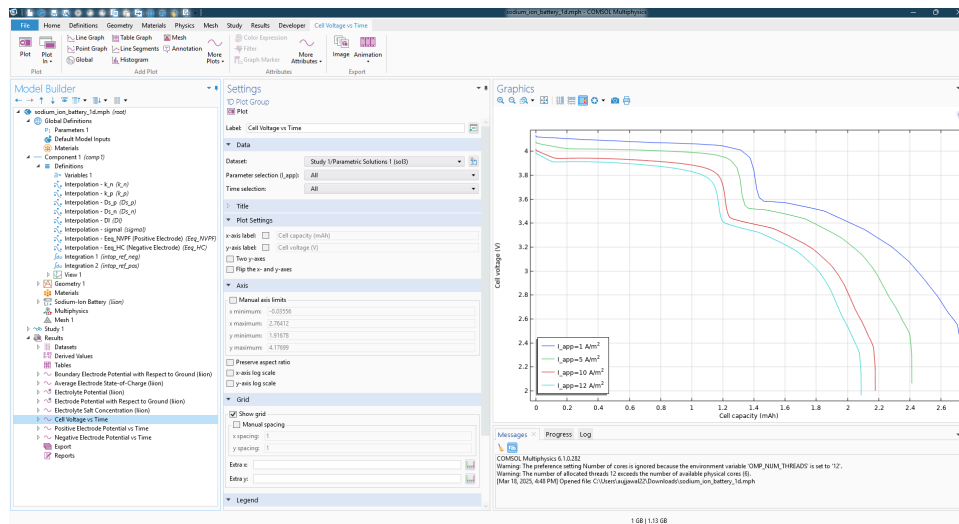 sodium_ion_battery_1d.mph - COMSOL Multiphysics
File Home Definitions Geometry Materials Physics Mesh Study Results Developer Cell Voltage vs Time
Plot Plot In Line Graph Table Graph Mesh
Point Graph Line Segments Annotation
Global Histogram
More Plots
Color Expression
Filter
Graph Marker
More Attributes
Image Animation
Plot Add Plot Attributes Export
Model Builder
sodium_ion_battery_1d.mph (root)
Global Definitions
Pi Parameters 1
Default Model Inputs
Materials
Component 1 (comp1)
Definitions
a= Variables 1
Interpolation - k_n (k_n)
Interpolation - k_p (k_p)
Interpolation - Ds_p (Ds_p)
Interpolation - Ds_n (Ds_n)
Interpolation - Dl (Dl)
Interpolation - sigmal (sigmal)
Interpolation - Eeq_NVPF (Positive Electrode) (Eeq_NVPF)
Interpolation - Eeq_HC (Negative Electrode) (Eeq_HC)
Integration 1 (intop_ref_neg)
Integration 2 (intop_ref_pos)
View 1
Geometry 1
Materials
Sodium-Ion Battery (liion)
Multiphysics
Mesh 1
Study 1
Results
Datasets
Derived Values
Tables
Boundary Electrode Potential with Respect to Ground (liion)
Average Electrode State-of-Charge (liion)
Electrolyte Potential (liion)
Electrode Potential with Respect to Ground (liion)
Electrolyte Salt Concentration (liion)
Cell Voltage vs Time
Positive Electrode Potential vs Time
Negative Electrode Potential vs Time
Export
Reports
Settings
1D Plot Group
Plot
Label: Cell Voltage vs Time
Data
Dataset: Study 1/Parametric Solutions 1 (sol3)
Parameter selection (I_app): All
Time selection: All
Title
Plot Settings
x-axis label: Cell capacity (mAh)
y-axis label: Cell voltage (V)
Two y-axes
Flip the x- and y-axes
Axis
Manual axis limits
x minimum: -0.03556
x maximum: 2.76412
y minimum: 1.91678
y maximum: 4.17699
Preserve aspect ratio
x-axis log scale
y-axis log scale
Grid
Show grid
Manual spacing
x spacing: 1
y spacing: 1
Extra x:
Extra y:
Legend
Graphics
Cell voltage (V)
4
3.8
3.6
3.4
3.2
3
2.8
2.6
2.4
2.2
2
I_app=1 A/m²
I_app=5 A/m²
I_app=10 A/m²
I_app=12 A/m²
0 0.2 0.4 0.6 0.8 1 1.2 1.4 1.6 1.8 2 2.2 2.4 2.6
Cell capacity (mAh)
Messages Progress Log
COMSOL Multiphysics 6.1.0.282
Warning: The preference setting Number of cores is ignored because the environment variable 'OMP_NUM_THREADS' is set to '12'.
Warning: The number of allocated threads 12 exceeds the number of available physical cores (6).
[Mar 18, 2025, 4:48 PM] Opened file: C:\Users\aujjawal22\Downloads\sodium_ion_battery_1d.mph
1 GB | 1.13 GB